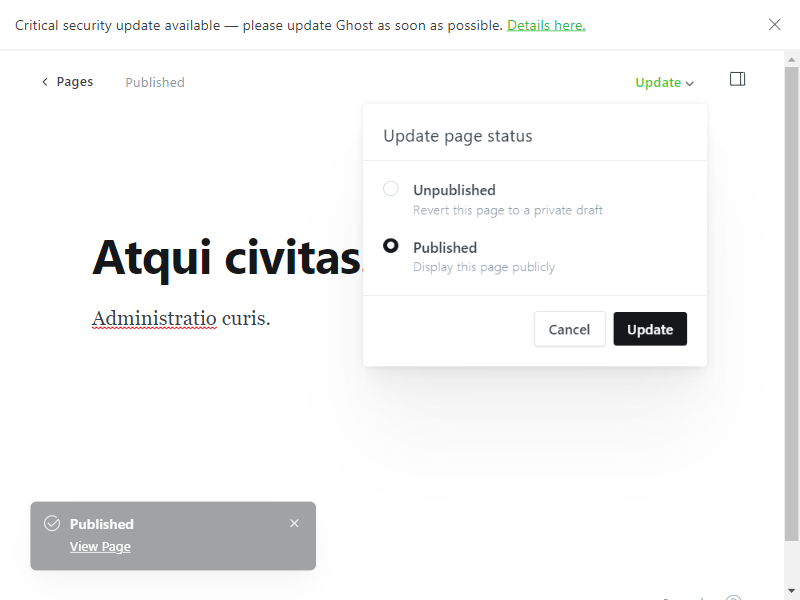 Critical security update available — please update Ghost as soon as possible. Details here.
Pages
Published
Update
Update page status
Unpublished
Revert this page to a private draft
Published
Display this page publicly
Cancel
Update
Atqui civitas.
Administratio curis.
Published
View Page